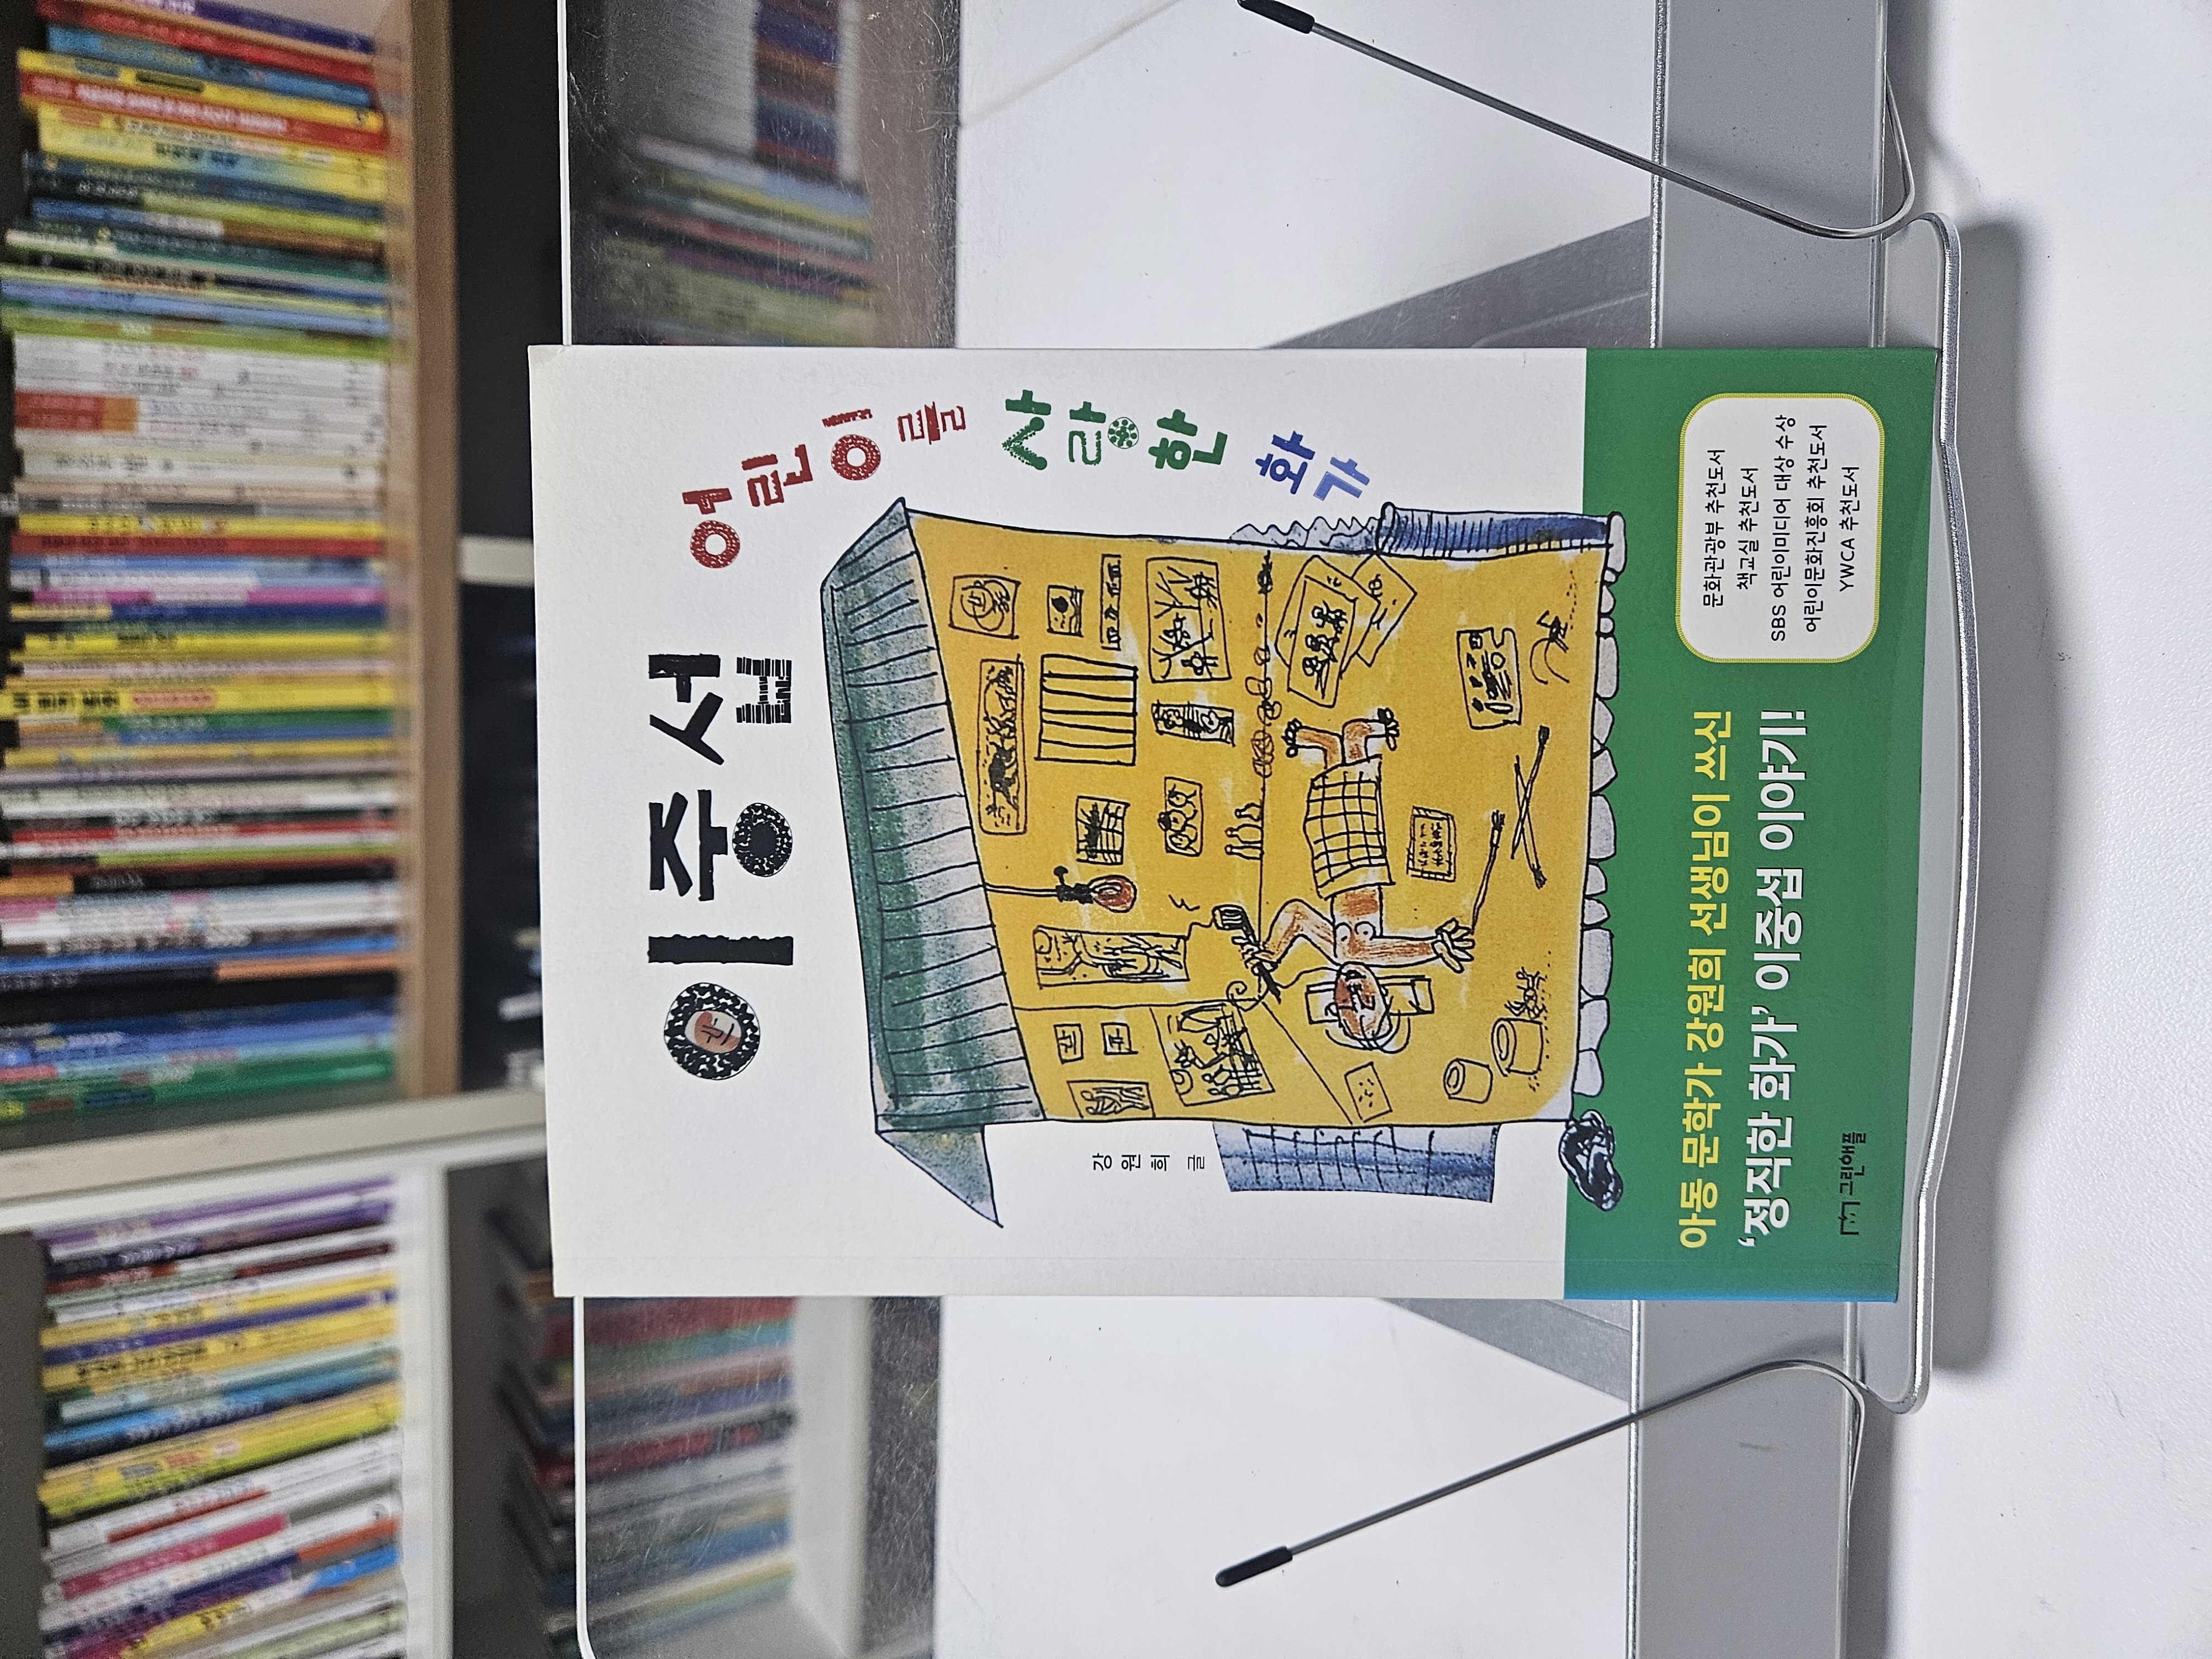 이중섭
어린이를 사랑한 화가
강원희 글
문화관광부 추천도서
책교실 추천도서
SBS 어린이미디어 대상 수상
어린이문화진흥회 추천도서
YWCA 추천도서
아동 문학가 강원희 선생님이 쓰신
‘정직한 화가’ 이중섭 이야기!
그린애플